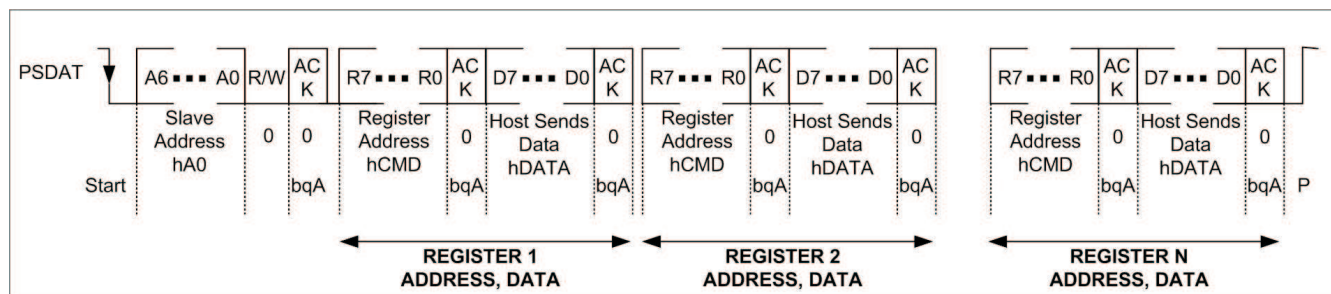 PSDAT
A6▪▪▪ A0 R/W AC K R7▪▪▪ R0 AC K D7▪▪▪ D0 AC K R7▪▪▪ R0 AC K D7▪▪▪ D0 AC K R7▪▪▪ R0 AC K D7▪▪▪ D0 AC K
Slave Address hA0 0 0 Register Address hCMD 0 Host Sends Data hDATA 0 Register Address hCMD 0 Host Sends Data hDATA 0 Register Address hCMD 0 Host Sends Data hDATA 0
Start bqA bqA bqA bqA bqA bqA bqA P
REGISTER 1 REGISTER 2 REGISTER N
ADDRESS, DATA ADDRESS, DATA ADDRESS, DATA